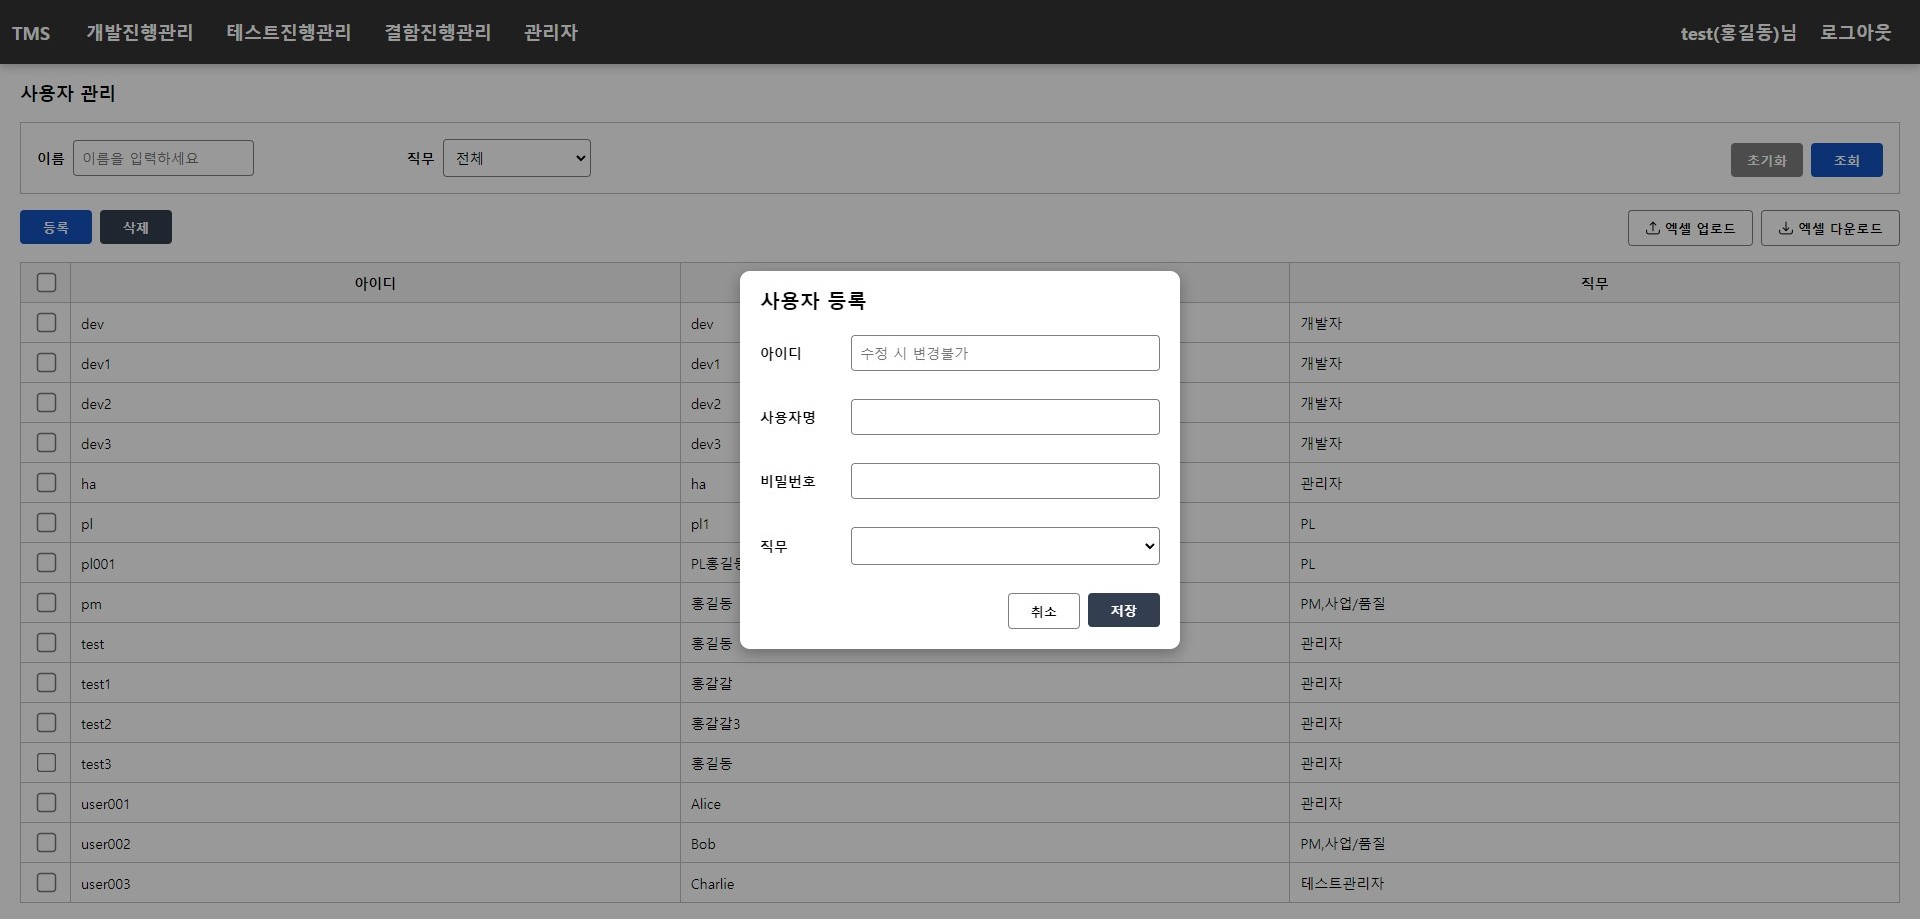 TMS 개발진행관리 테스트진행관리 결함진행관리 관리자 test(홍길동)님 로그아웃
사용자 관리
이름 이름을 입력하세요 직무 전체 초기화 조회
등록 삭제 엑셀 업로드 엑셀 다운로드
아이디 직무
dev dev 개발자
dev1 dev1 개발자
dev2 dev2 개발자
dev3 dev3 개발자
ha ha 관리자
pl pl1 PL
pl001 PL홍길동 PL
pm 홍길동 PM,사업/품질
test 홍길동 관리자
test1 홍갈갈 관리자
test2 홍갈갈3 관리자
test3 홍길동 관리자
user001 Alice 관리자
user002 Bob PM,사업/품질
user003 Charlie 테스트관리자
사용자 등록
아이디 수정 시 변경불가
사용자명
비밀번호
직무
취소 저장